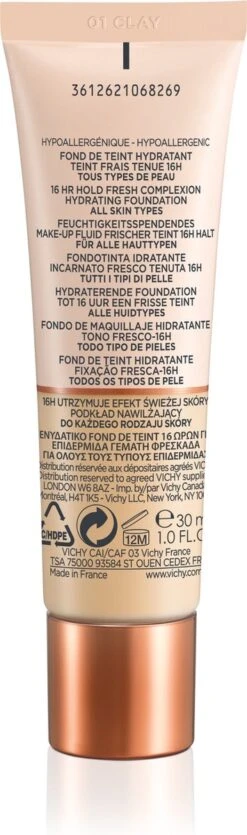 01 CLAY
3612621068269
HYPOALLERGÉNIQUE - HYPOALLERGENIC
FOND DE TEINT HYDRATANT
TEINT FRAIS TENUE 16H
TOUS TYPES DE PEAU
16 HR HOLD FRESH COMPLEXION
HYDRATING FOUNDATION
ALL SKIN TYPES
FEUCHTIGKEITSSPENDENDES
MAKE-UP FLUID FRISCHER TEINT 16H HALT
FÜR ALLE HAUTTYPEN
FONDOTINTA IDRATANTE
INCARNATO FRESCO TENUTA 16H
TUTTI I TIPI DI PELLE
HYDRATERENDE FOUNDATION
TOT 16 UUR EEN FRISSE TEINT
ALLE HUIDTYPES
FONDO DE MAQUILLAJE HIDRATANTE
TONO FRESCO-16H
TODO TIPO DE PIELES
FOND DE TEINT HIDRATANTE
FIXAÇÃO FRESCA-16H
TODOS OS TIPOS DE PELE
16H UTRZYMUJE EFEKT ŚWIEŻEJ SKÓRY
PODKŁAD NAWILŻAJĄCY
DO KAŻDEGO RODZAJU SKÓRY
ΕΝΥΔΑΤΙΚΟ FOND DE TEINT 16 ΩΡΩΝ Γ
ΕΠΙΔΕΡΜΙΔΑ ΓΕΜΑΤΗ ΦΡΕΣΚΑΔΑ
ΓΙΑ ΟΛΟΥΣ ΤΟΥΣ ΤΥΠΟΥΣ ΕΠΙΔΕΡΜΙΔΑΣ
Distribution réservée aux dépositaires agréés VICHY
Distribution reserved to agreed VICHY supplie
LONDON W6 8AZ - Imp. by/par Vichy Canada
Montréal, H4T 1K5 - Vichy LLC, New York, NY 10
C/HDPE
12M
e 30 m
1.0 FL.O
VICHY CAI/CAF 03 Vichy France
TSA 75000 93584 ST OUEN CEDEX FR
Made in France
www.vichy.com